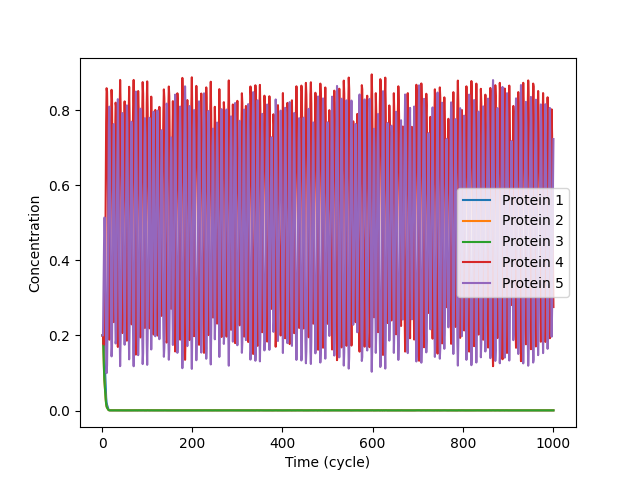 0.8
0.6
0.4
0.2
0.0
Concentration
0
200
400
600
800
1000
Time (cycle)
Protein 1
Protein 2
Protein 3
Protein 4
Protein 5